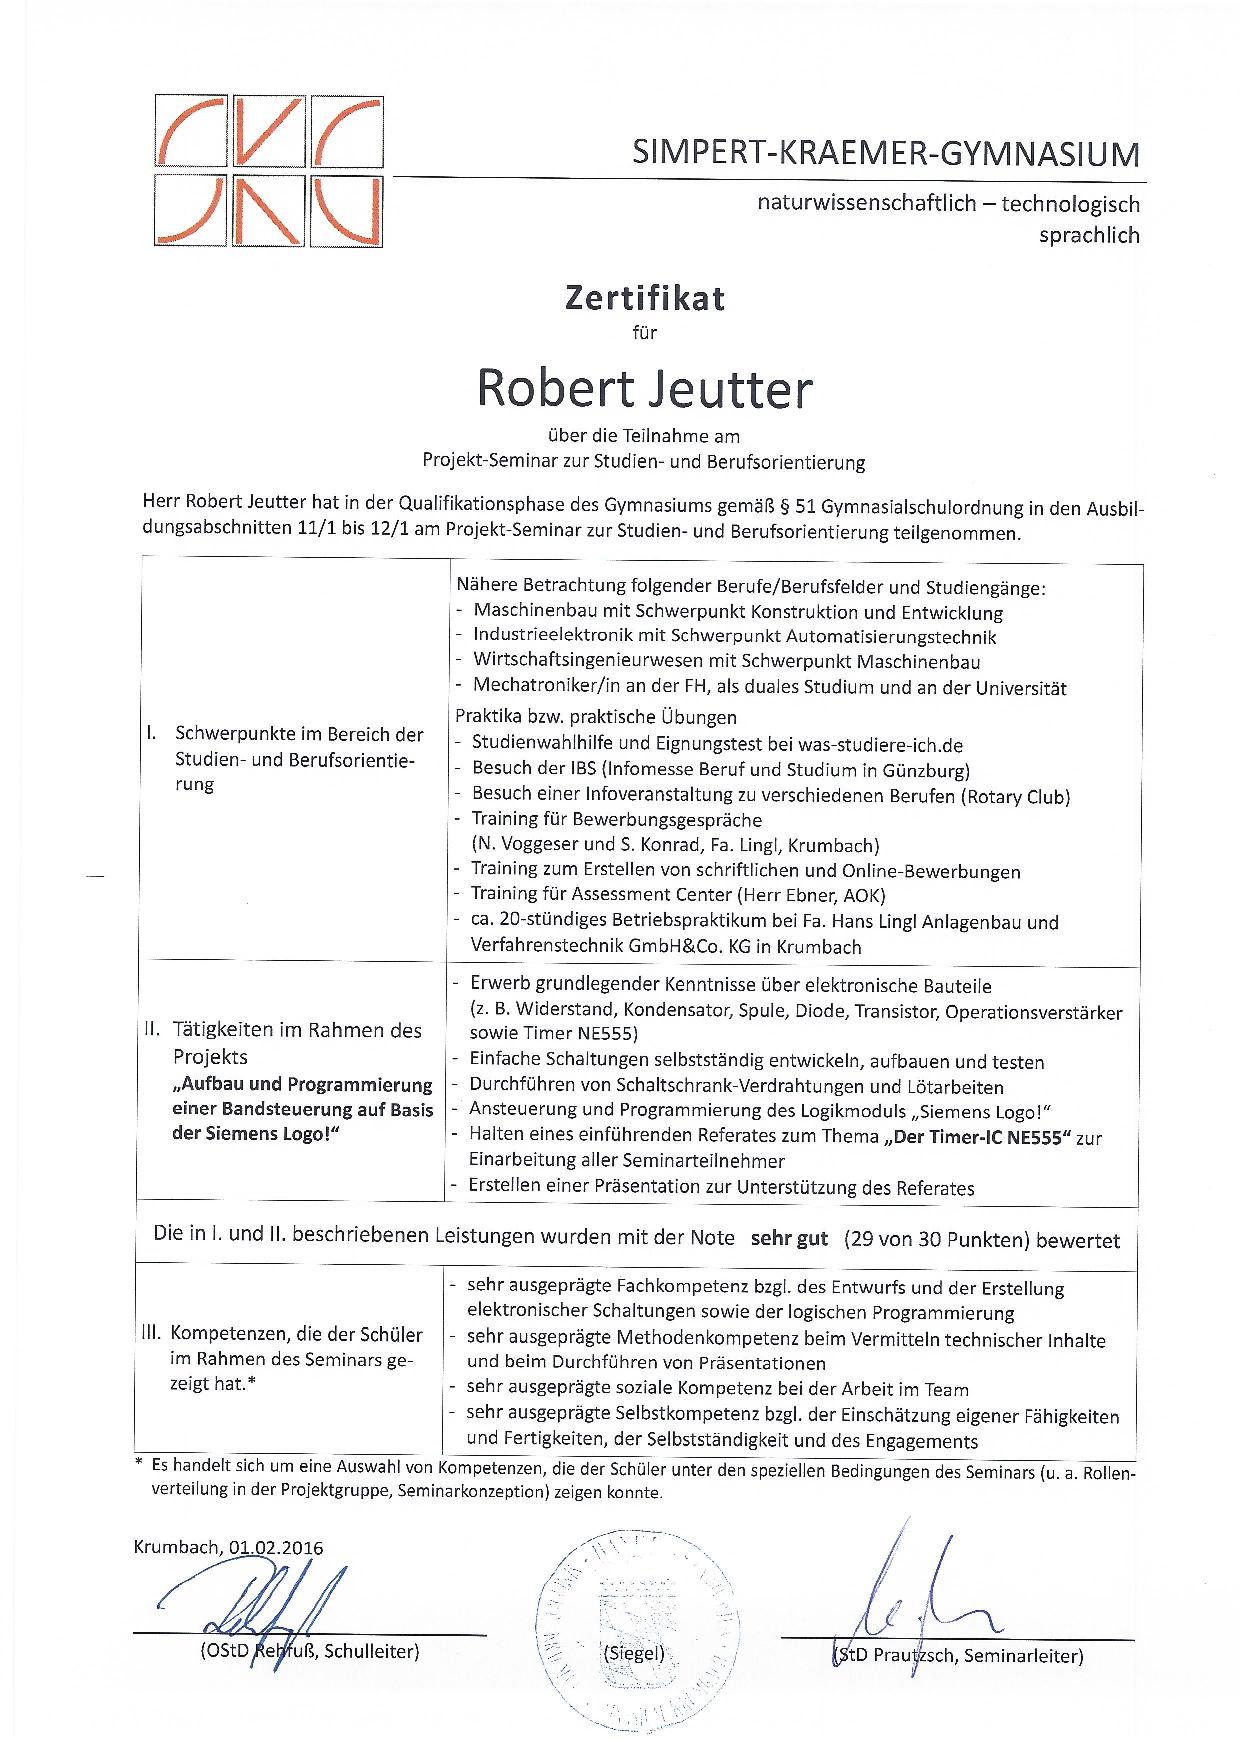 SIMPERT-KRAEMER-GYMNASIUM
naturwissenschaftlich – technologisch
sprachlich
Zertifikat
für
Robert Jeutter
über die Teilnahme am
Projekt-Seminar zur Studien- und Berufsorientierung
Herr Robert Jeutter hat in der Qualifikationsphase des Gymnasiums gemäß § 51 Gymnasialschulordnung in den Ausbil-
dungsabschnitten 11/1 bis 12/1 am Projekt-Seminar zur Studien- und Berufsorientierung teilgenommen.
I. Schwerpunkte im Bereich der
Studien- und Berufsorientie-
rung
Nähere Betrachtung folgender Berufe/Berufsfelder und Studiengänge:
- Maschinenbau mit Schwerpunkt Konstruktion und Entwicklung
- Industrieelektronik mit Schwerpunkt Automatisierungstechnik
- Wirtschaftsingenieurwesen mit Schwerpunkt Maschinenbau
- Mechatroniker/in an der FH, als duales Studium und an der Universität
Praktika bzw. praktische Übungen
- Studienwahlhilfe und Eignungstest bei was-studiere-ich.de
- Besuch der IBS (Infomesse Beruf und Studium in Günzburg)
- Besuch einer Infoveranstaltung zu verschiedenen Berufen (Rotary Club)
- Training für Bewerbungsgespräche
(N. Voggeser und S. Konrad, Fa. Lingl, Krumbach)
- Training zum Erstellen von schriftlichen und Online-Bewerbungen
- Training für Assessment Center (Herr Ebner, AOK)
- ca. 20-stündiges Betriebspraktikum bei Fa. Hans Lingl Anlagenbau und
Verfahrenstechnik GmbH&Co. KG in Krumbach
II. Tätigkeiten im Rahmen des
Projekts
„Aufbau und Programmierung
einer Bandsteuerung auf Basis
der Siemens Logo!“
- Erwerb grundlegender Kenntnisse über elektronische Bauteile
(z. B. Widerstand, Kondensator, Spule, Diode, Transistor, Operationsverstärker
sowie Timer NE555)
- Einfache Schaltungen selbstständig entwickeln, aufbauen und testen
- Durchführen von Schaltschrank-Verdrahtungen und Lötarbeiten
- Ansteuerung und Programmierung des Logikmoduls „Siemens Logo!“
- Halten eines einführenden Referates zum Thema „Der Timer-IC NE555“ zur
Einarbeitung aller Seminarteilnehmer
- Erstellen einer Präsentation zur Unterstützung des Referates
Die in I. und II. beschriebenen Leistungen wurden mit der Note sehr gut (29 von 30 Punkten) bewertet
III. Kompetenzen, die der Schüler
im Rahmen des Seminars ge-
zeigt hat.*
- sehr ausgeprägte Fachkompetenz bzgl. des Entwurfs und der Erstellung
elektronischer Schaltungen sowie der logischen Programmierung
- sehr ausgeprägte Methodenkompetenz beim Vermitteln technischer Inhalte
und beim Durchführen von Präsentationen
- sehr ausgeprägte soziale Kompetenz bei der Arbeit im Team
- sehr ausgeprägte Selbstkompetenz bzgl. der Einschätzung eigener Fähigkeiten
und Fertigkeiten, der Selbstständigkeit und des Engagements
* Es handelt sich um eine Auswahl von Kompetenzen, die der Schüler unter den speziellen Bedingungen des Seminars (u. a. Rollen-
verteilung in der Projektgruppe, Seminarkonzeption) zeigen konnte.
Krumbach, 01.02.2016
(OStD Rehfuß, Schulleiter)
(Siegel)
(StD Prautzsch, Seminarleiter)